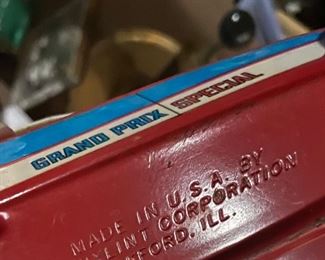 GRAND PRIX SPECIAL
MADE IN U.S.A. BY
CORPORATION
ILL.